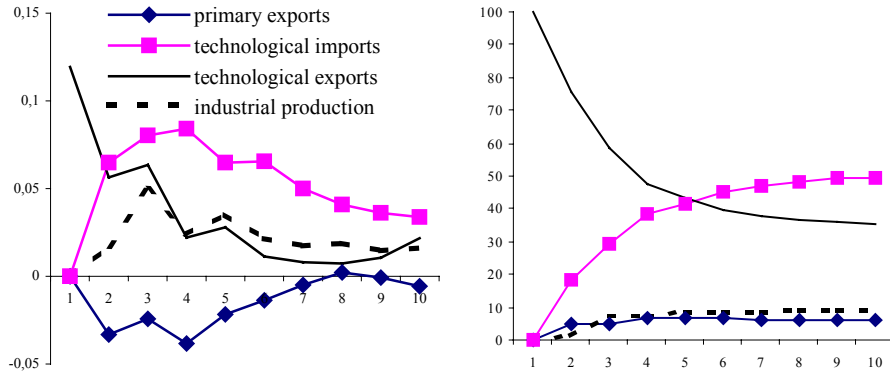 0,15
0,1
0,05
0
-0,05
primary exports
technological imports
technological exports
industrial production
1 2 3 4 5 6 7 8 9 10
100
90
80
70
60
50
40
30
20
10
0
1 2 3 4 5 6 7 8 9 10